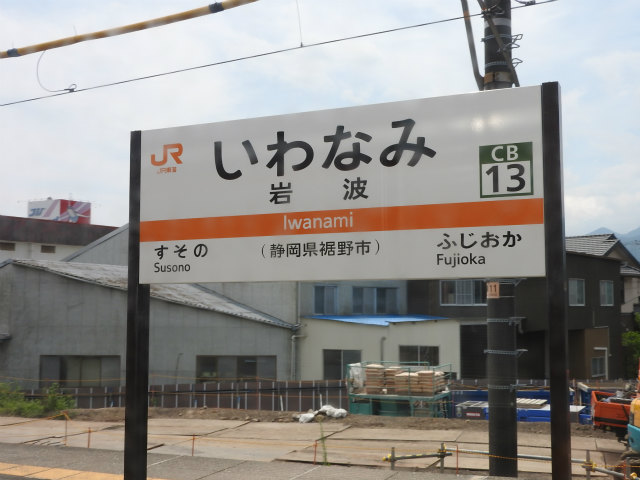 JR
JR東海
いわなみ
岩波
CB
13
Iwanami
すその
Susono
(静岡県裾野市)
ふじおか
Fujioka
11